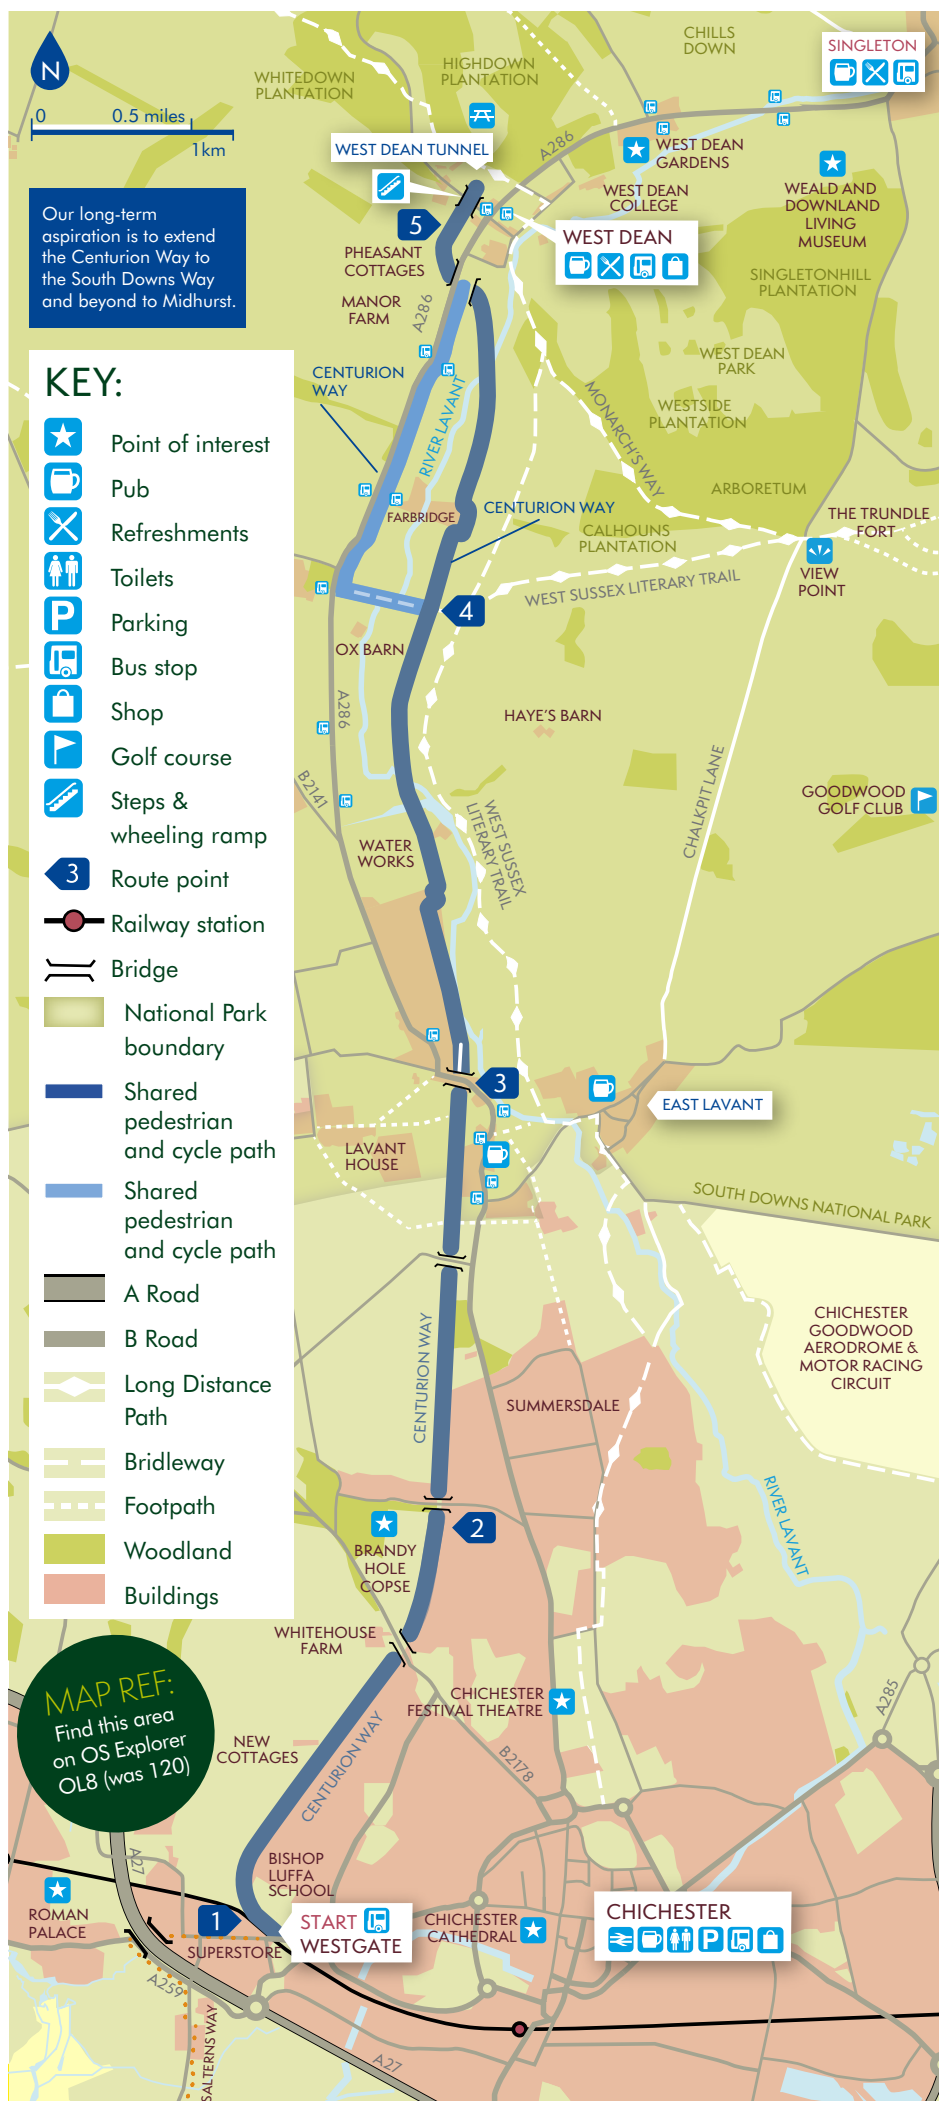 N
0
0.5 miles
1km
Our long-term
aspiration is to extend
the Centurion Way to
the South Downs Way
and beyond to Midhurst.
KEY:
Point of interest
Pub
Refreshments
Toilets
P
Parking
Bus stop
Shop
Golf course
Steps &
wheeling ramp
3
Route point
Railway station
Bridge
National Park
boundary
Shared
pedestrian
and cycle path
Shared
pedestrian
and cycle path
A Road
B Road
Long Distance
Path
Bridleway
Footpath
Woodland
Buildings
MAP REF:
Find this area
on OS Explorer
OL8 (was 120)
CHILLS
DOWN
SINGLETON
HIGHDOWN
PLANTATION
WHITEDOWN
PLANTATION
WEST DEAN TUNNEL
A286
WEST DEAN
GARDENS
WEST DEAN
COLLEGE
WEALD AND
DOWNLAND
LIVING
MUSEUM
5
WEST DEAN
PHEASANT
COTTAGES
SINGLETONHILL
PLANTATION
MANOR
FARM
A286
WEST DEAN
PARK
CENTURION
WAY
RIVER LAVANT
MONARCH'S WAY
WESTSIDE
PLANTATION
ARBORETUM
FARBRIDGE
CENTURION WAY
CALHOUNS
PLANTATION
THE TRUNDLE
FORT
VIEW
POINT
WEST SUSSEX LITERARY TRAIL
4
OX BARN
A286
HAYE'S BARN
B2141
CHALKPIT LANE
GOODWOOD
GOLF CLUB
WEST SUSSEX
LITERARY TRAIL
WATER
WORKS
3
EAST LAVANT
LAVANT
HOUSE
SOUTH DOWNS NATIONAL PARK
CHICHESTER
GOODWOOD
AERODROME &
MOTOR RACING
CIRCUIT
CENTURION WAY
SUMMERSDALE
RIVER LAVANT
2
BRANDY
HOLE
COPSE
WHITEHOUSE
FARM
CHICHESTER
FESTIVAL THEATRE
A285
NEW
COTTAGES
CENTURION WAY
B2178
A27
BISHOP
LUFFA
SCHOOL
ROMAN
PALACE
1
START
WESTGATE
SUPERSTORE
CHICHESTER
CATHEDRAL
CHICHESTER
P
A259
SALTERNS WAY
A27